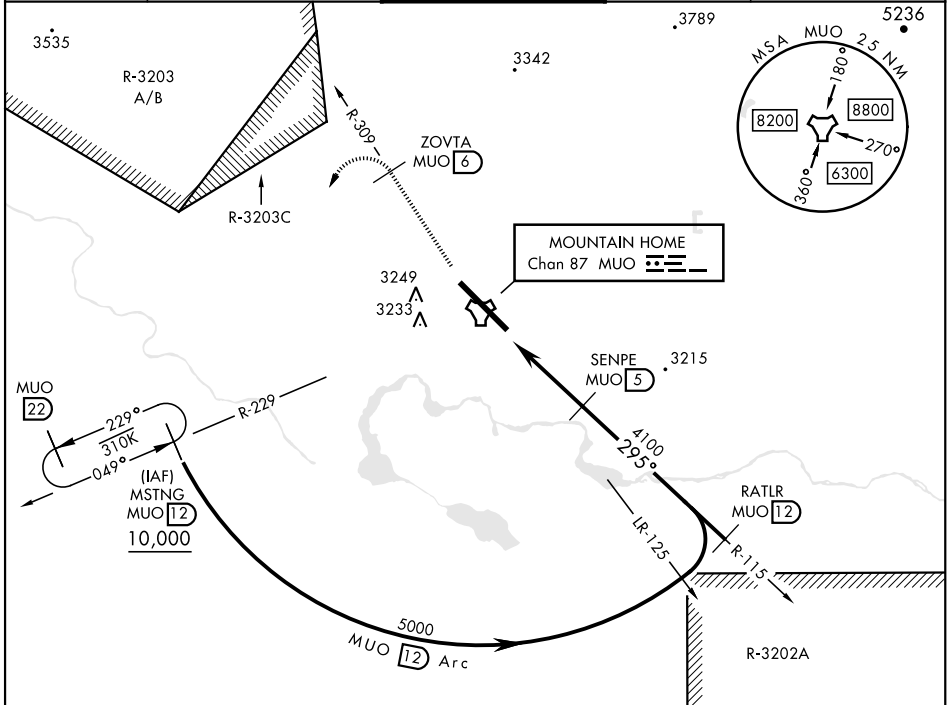 3535
R-3203
A/B
R-3203C
R-309
ZOVTA
MUO 6
3342
3789
5236
MSA MUO 25 NM
180°
8200
8800
270°
360°
6300
MOUNTAIN HOME
Chan 87 MUO
3249
3233
SENPE
MUO 5
3215
MUO
22
229°
310K
049°
R-229
(IAF)
MSTNG
MUO 12
10,000
4100
295°
RATLR
MUO 12
LR-125
R-115
5000
MUO 12 Arc
R-3202A